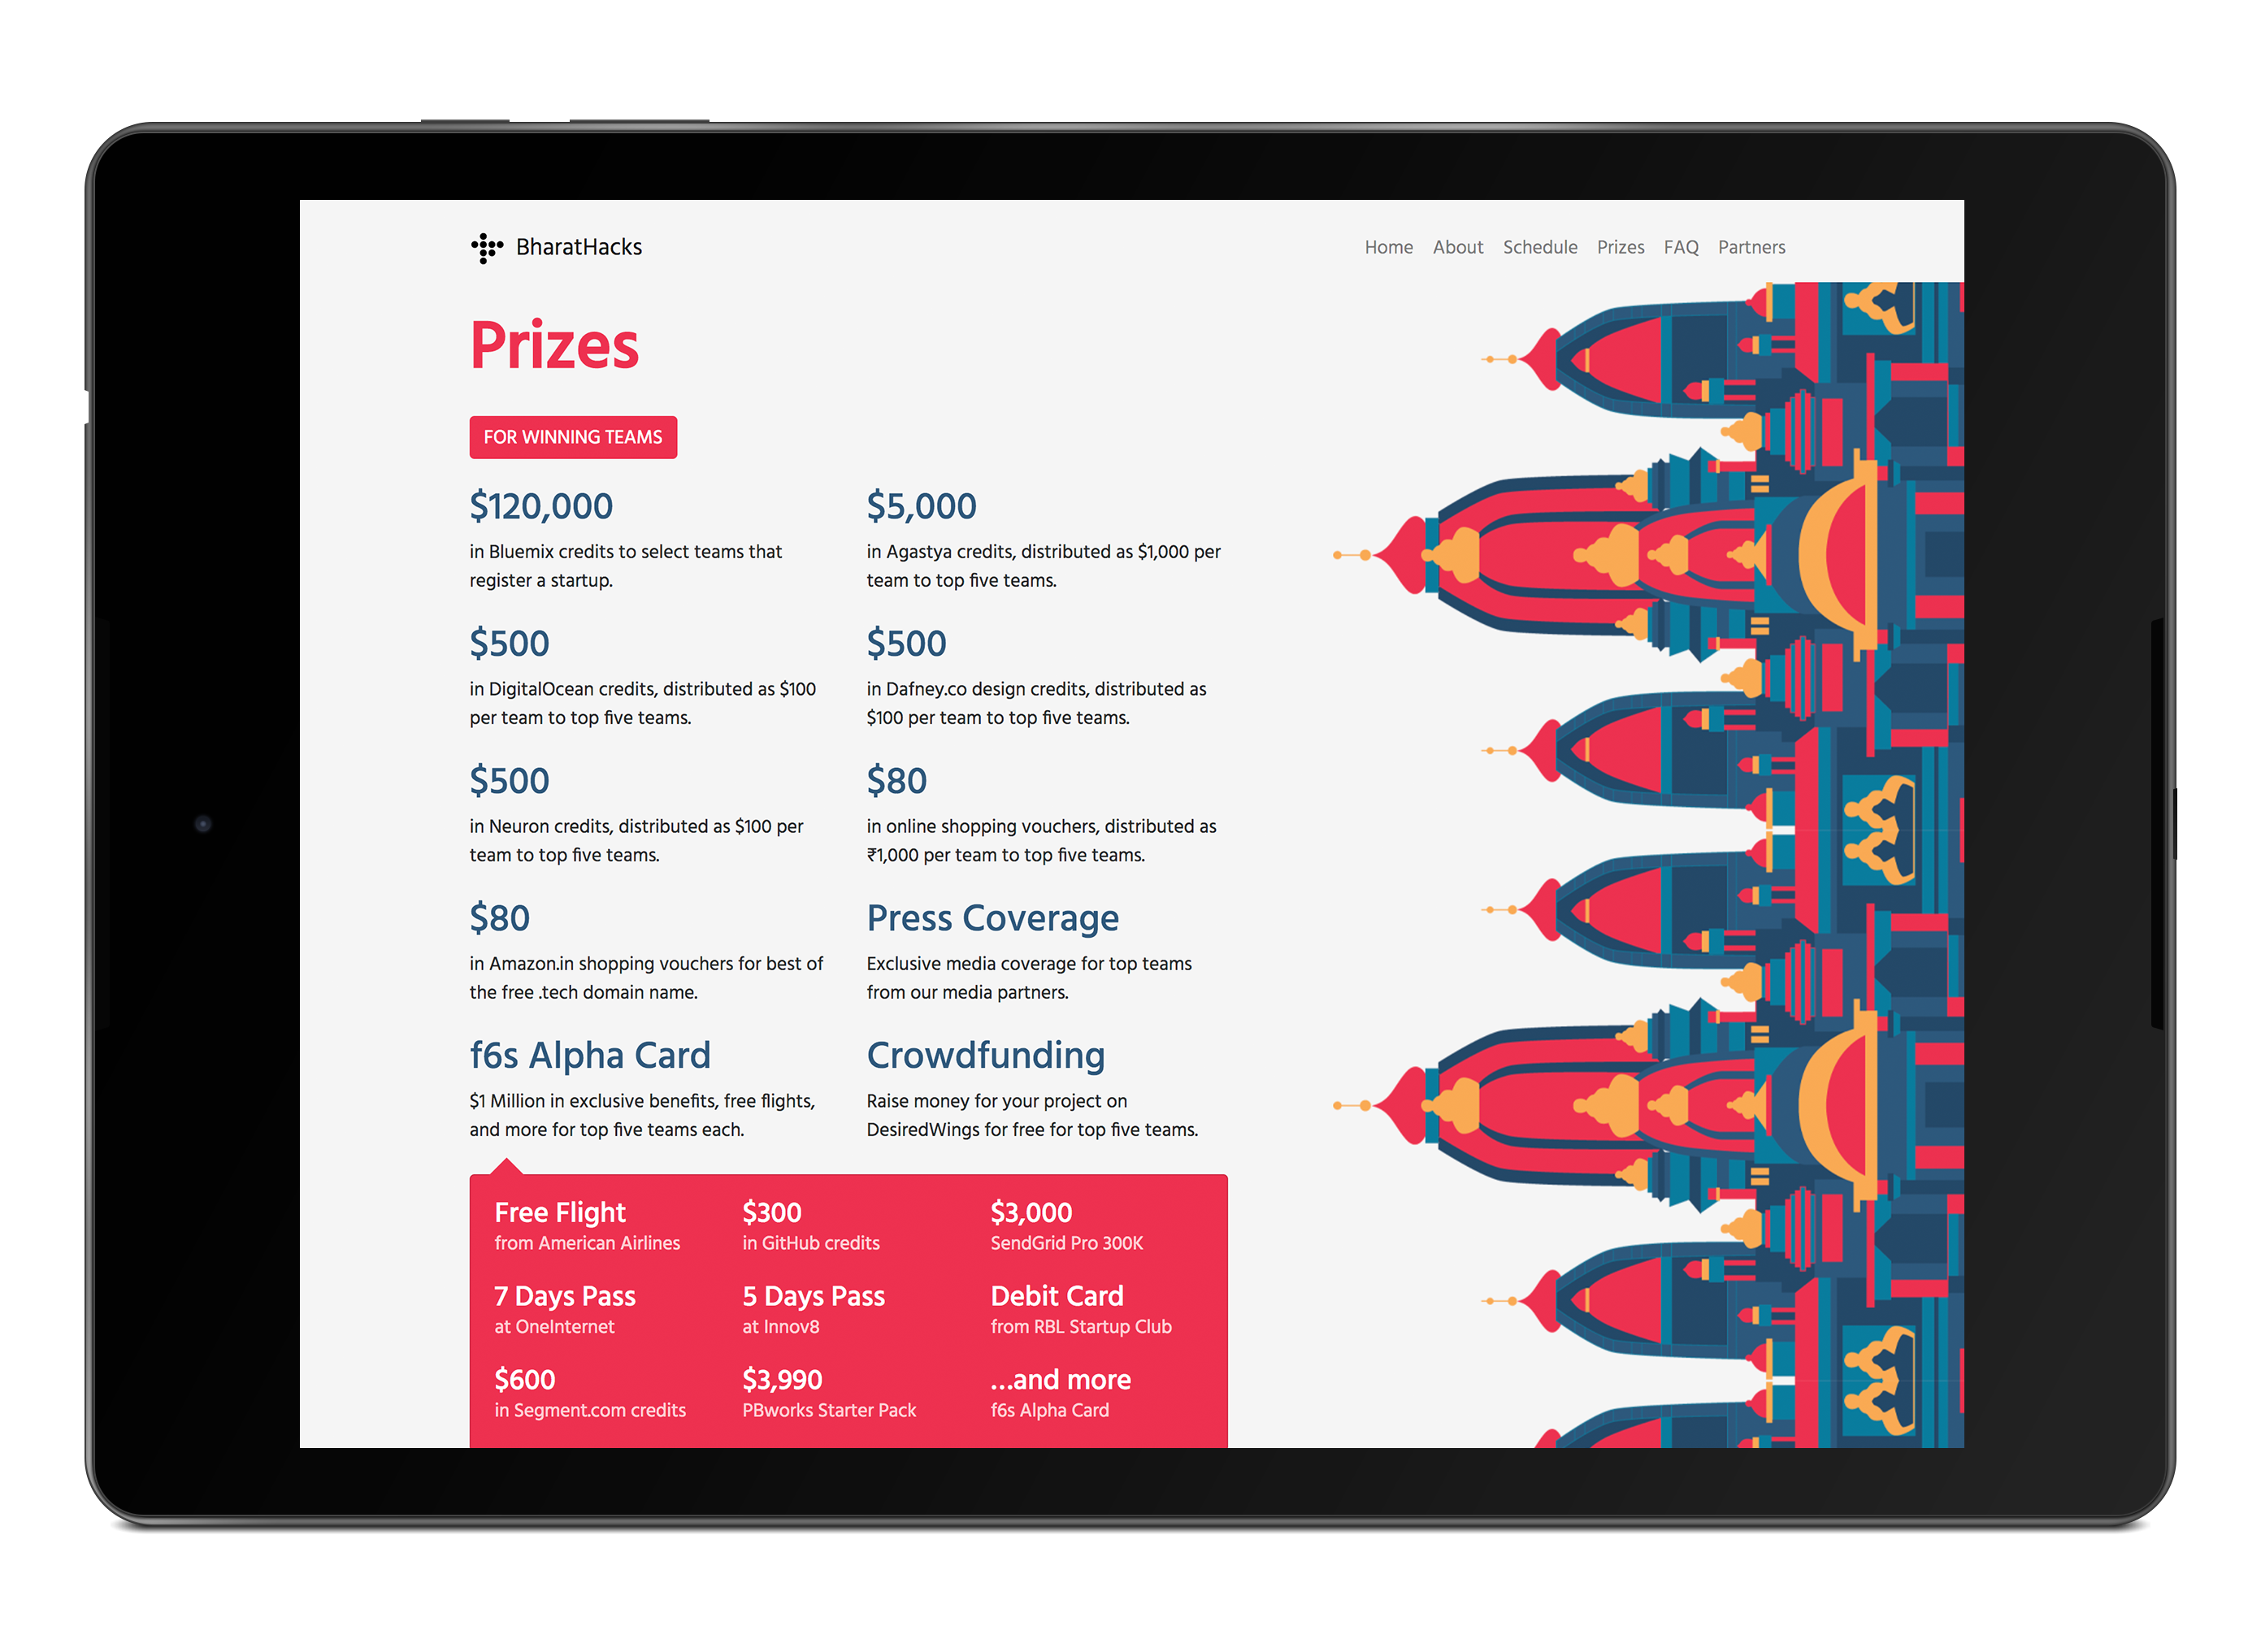 BharatHacks
Home About Schedule Prizes FAQ Partners
Prizes
FOR WINNING TEAMS
$120,000
in Bluemix credits to select teams that
register a startup.
$5,000
in Agastya credits, distributed as $1,000 per
team to top five teams.
$500
in DigitalOcean credits, distributed as $100
per team to top five teams.
$500
in Dafney.co design credits, distributed as
$100 per team to top five teams.
$500
in Neuron credits, distributed as $100 per
team to top five teams.
$80
in online shopping vouchers, distributed as
₹1,000 per team to top five teams.
$80
in Amazon.in shopping vouchers for best of
the free .tech domain name.
Press Coverage
Exclusive media coverage for top teams
from our media partners.
f6s Alpha Card
$1 Million in exclusive benefits, free flights,
and more for top five teams each.
Crowdfunding
Raise money for your project on
DesiredWings for free for top five teams.
Free Flight
from American Airlines
$300
in GitHub credits
$3,000
SendGrid Pro 300K
7 Days Pass
at OneInternet
5 Days Pass
at Innov8
Debit Card
from RBL Startup Club
$600
in Segment.com credits
$3,990
PBworks Starter Pack
...and more
f6s Alpha Card